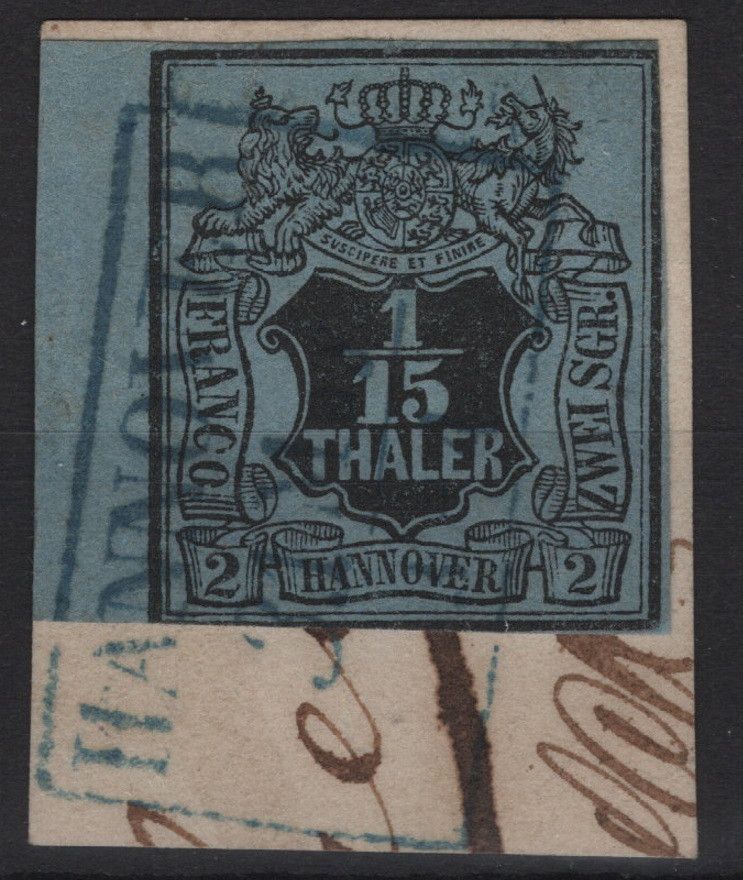 SUSCIPERE ET FINIRE
FRANCO
1
15
THALER
ZWEI SGR.
2 HANNOVER 2